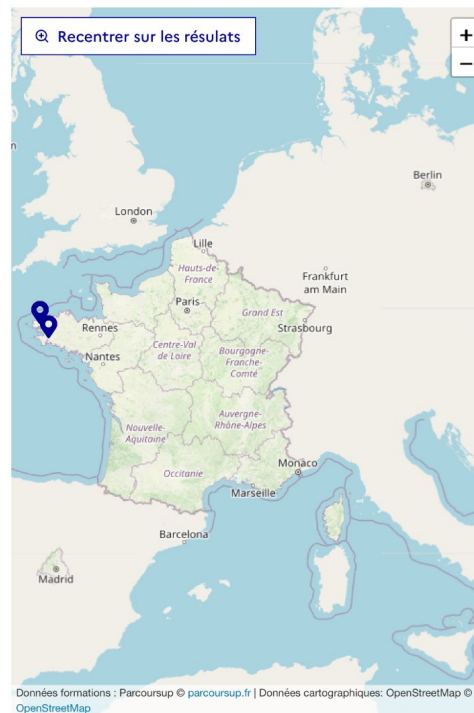 Recentrer sur les résulats
+
−
n
Berlin
London
Lille
Hauts-de-
France
Frankfurt
am Main
Paris
Grand Est
Rennes
Strasbourg
Centre-Val
de Loire
Nantes
Bourgogne-
Franche-
Comté
Auvergne-
Rhône-Alpes
Nouvelle-
Aquitaine
Occitanie
Monaco
Marseille
Barcelona
Madrid
Données formations : Parcoursup © parcoursup.fr | Données cartographiques: OpenStreetMap ©
OpenStreetMap